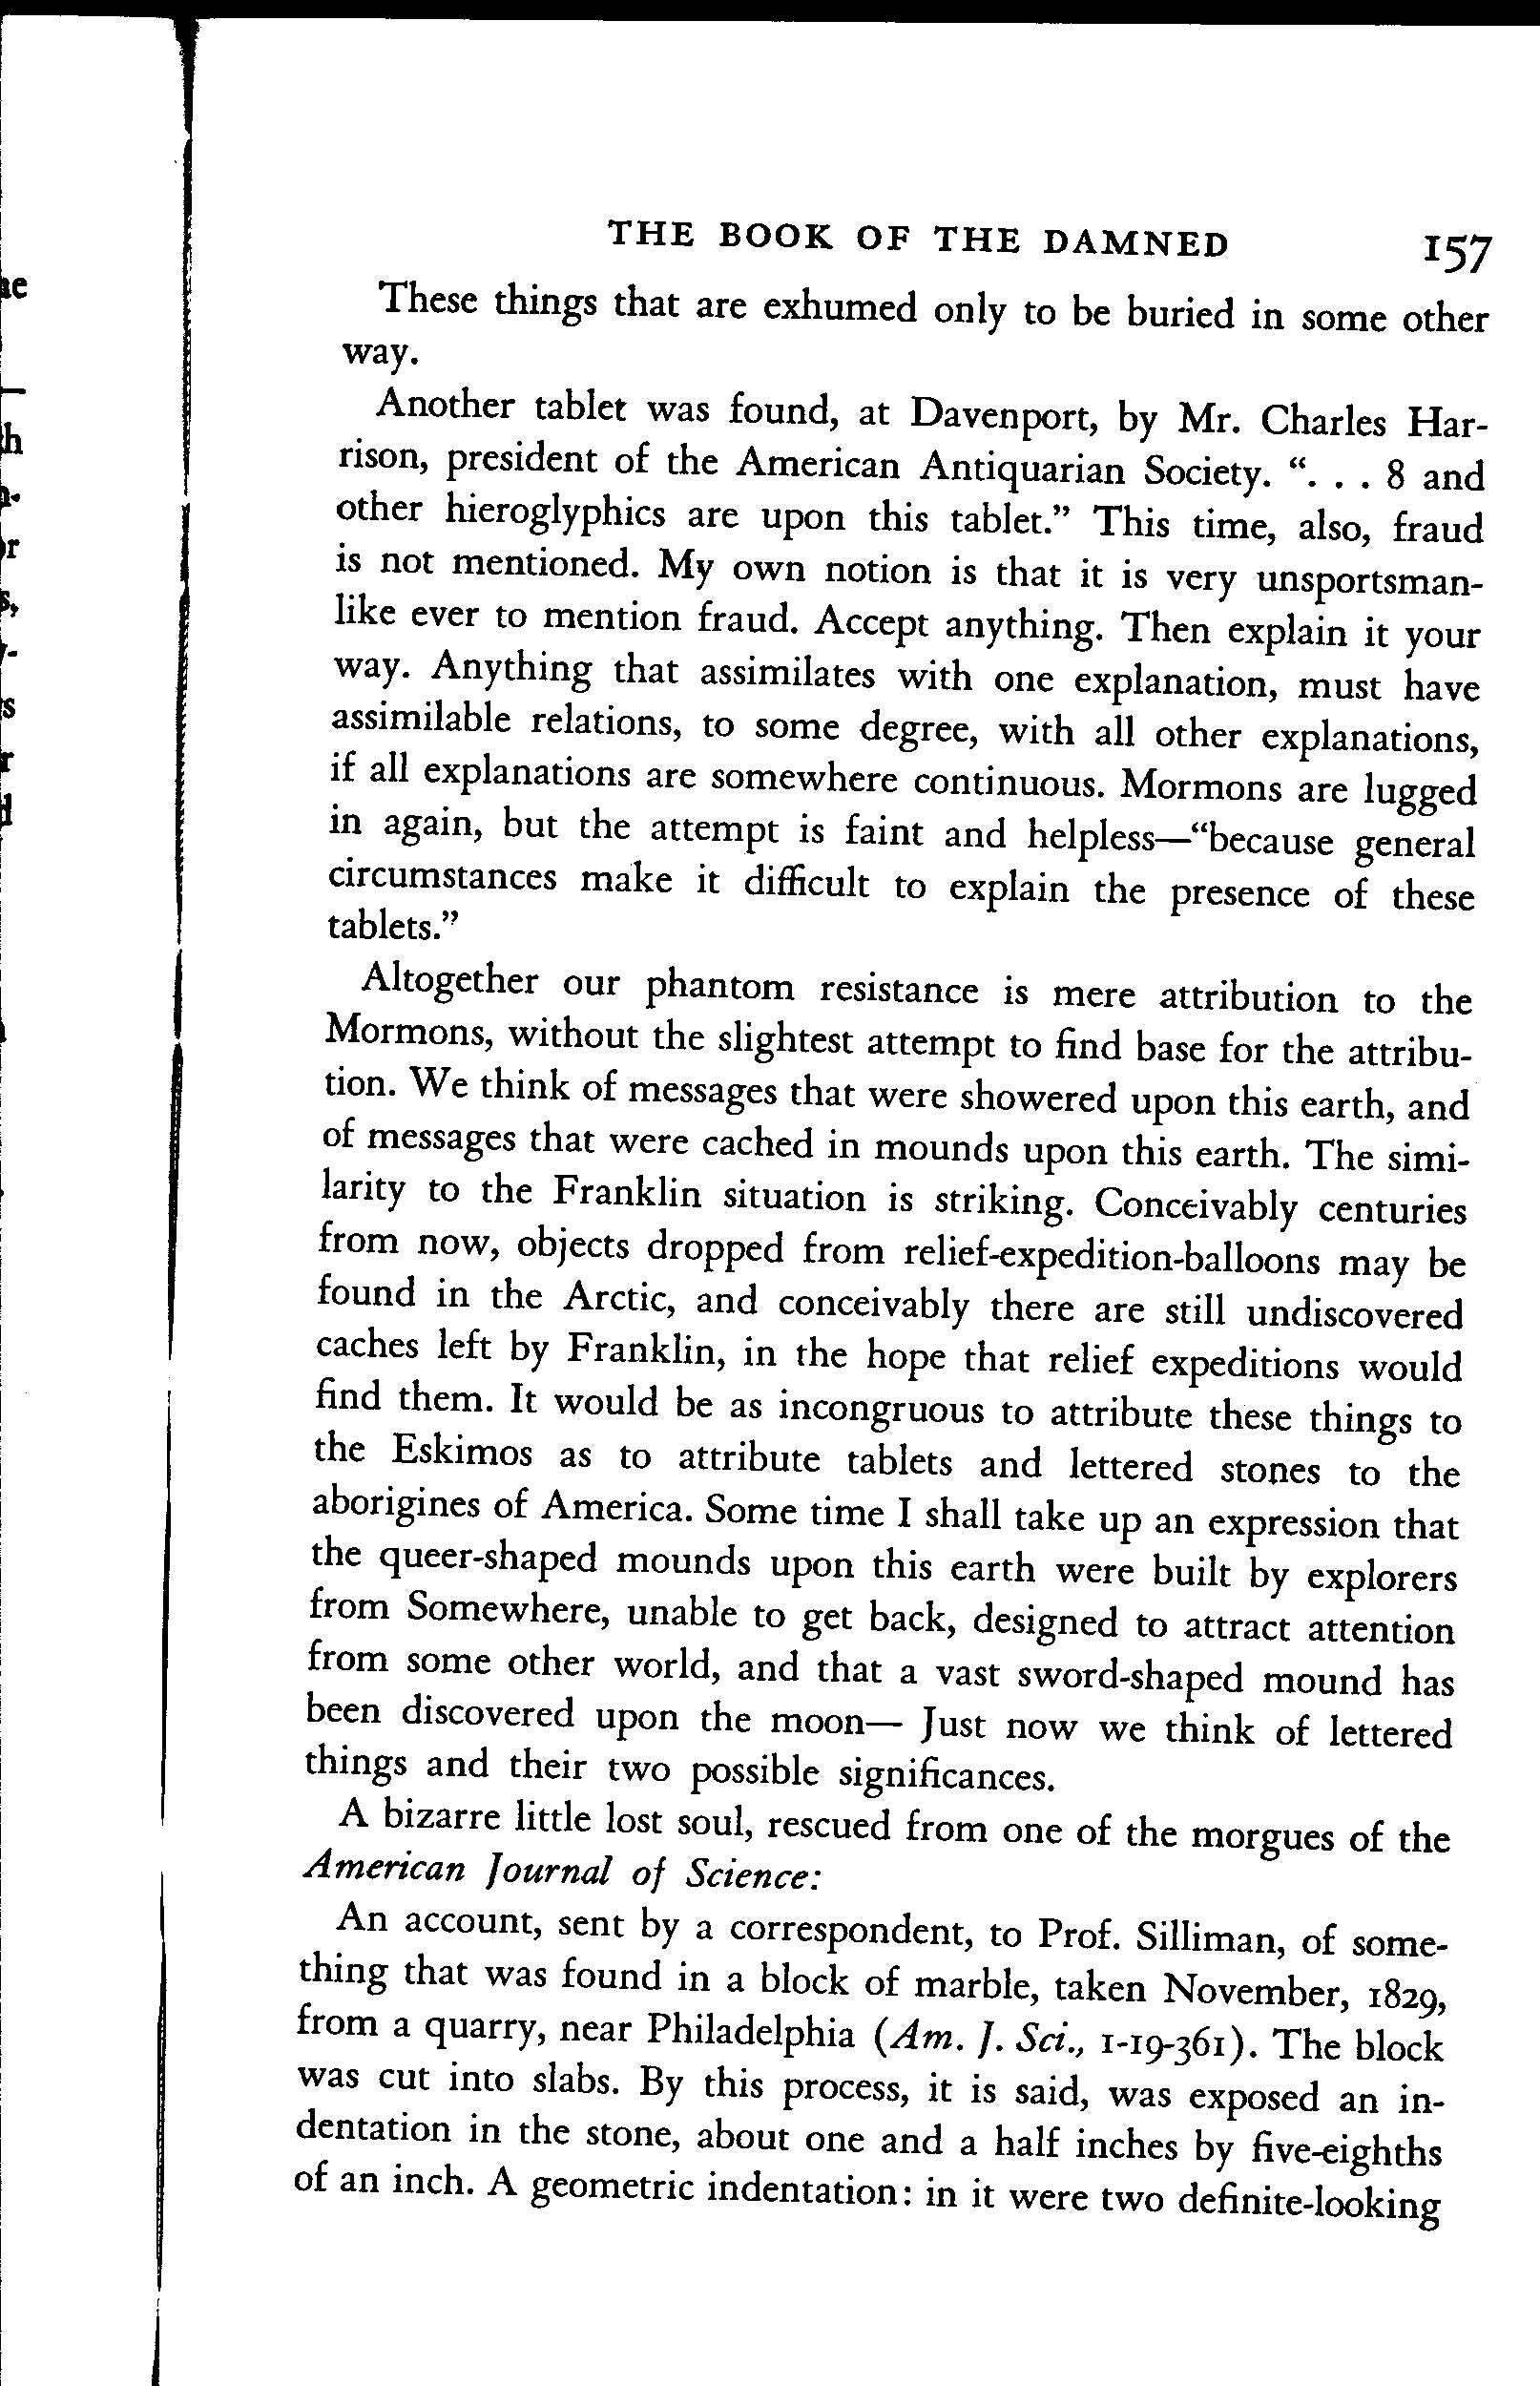 THE BOOK OF THE DAMNED 157
These things that are exhumed only to be buried in some other
way.
Another tablet was found, at Davenport, by Mr. Charles Har-
rison, president of the American Antiquarian Society. “. . . 8 and
other hieroglyphics are upon this tablet.” This time, also, fraud
is not mentioned. My own notion is that it is very unsportsman-
like ever to mention fraud. Accept anything. Then explain it your
way. Anything that assimilates with one explanation, must have
assimilable relations, to some degree, with all other explanations,
if all explanations are somewhere continuous. Mormons are lugged
in again, but the attempt is faint and helpless—“because general
circumstances make it difficult to explain the presence of these
tablets.”
Altogether our phantom resistance is mere attribution to the
Mormons, without the slightest attempt to find base for the attribu-
tion. We think of messages that were showered upon this earth, and
of messages that were cached in mounds upon this earth. The simi-
larity to the Franklin situation is striking. Conceivably centuries
from now, objects dropped from relief-expedition-balloons may be
found in the Arctic, and conceivably there are still undiscovered
caches left by Franklin, in the hope that relief expeditions would
find them. It would be as incongruous to attribute these things to
the Eskimos as to attribute tablets and lettered stones to the
aborigines of America. Some time I shall take up an expression that
the queer-shaped mounds upon this earth were built by explorers
from Somewhere, unable to get back, designed to attract attention
from some other world, and that a vast sword-shaped mound has
been discovered upon the moon— Just now we think of lettered
things and their two possible significances.
A bizarre little lost soul, rescued from one of the morgues of the
American Journal of Science:
An account, sent by a correspondent, to Prof. Silliman, of some-
thing that was found in a block of marble, taken November, 1829,
from a quarry, near Philadelphia (Am. J. Sci., 1-19-361). The block
was cut into slabs. By this process, it is said, was exposed an in-
dentation in the stone, about one and a half inches by five-eighths
of an inch. A geometric indentation: in it were two definite-looking